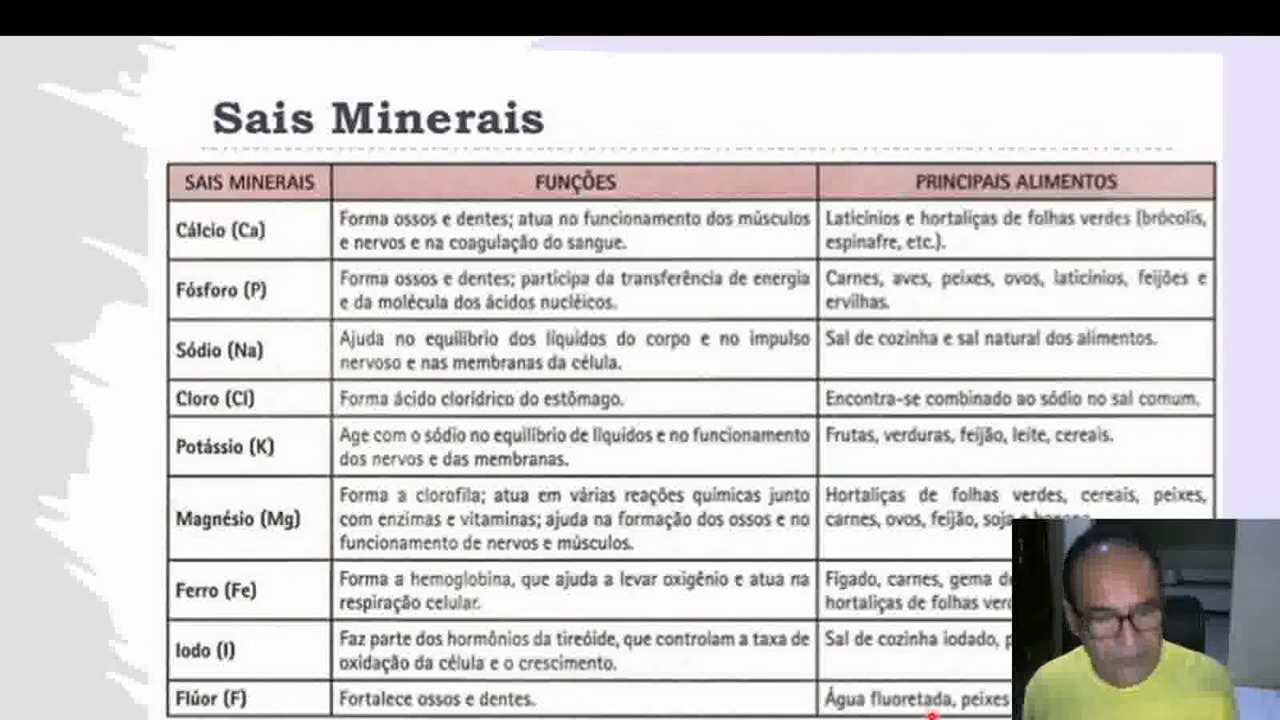 Sais Minerais
SAIS MINERAIS FUNÇÕES PRINCIPAIS ALIMENTOS
Cálcio (Ca)
Forma ossos e dentes; atua no funcionamento dos músculos
e nervos e na coagulação do sangue.
Laticínios e hortaliças de folhas verdes (brócolis,
espinafre, etc.).
Fósforo (P)
Forma ossos e dentes; participa da transferência de energia
e da molécula dos ácidos nucléicos.
Carnes, aves, peixes, ovos, laticínios, feijões e
ervilhas.
Sódio (Na)
Ajuda no equilíbrio dos líquidos do corpo e no impulso
nervoso e nas membranas da célula.
Sal de cozinha e sal natural dos alimentos.
Cloro (Cl)
Forma ácido clorídrico do estômago.
Encontra-se combinado ao sódio no sal comum.
Potássio (K)
Age com o sódio no equilíbrio de líquidos e no funcionamento
dos nervos e das membranas.
Frutas, verduras, feijão, leite, cereais.
Magnésio (Mg)
Forma a clorofila; atua em várias reações químicas junto
com enzimas e vitaminas; ajuda na formação dos ossos e no
funcionamento de nervos e músculos.
Hortaliças de folhas verdes, cereais, peixes,
carnes, ovos, feijão, soja
Ferro (Fe)
Forma a hemoglobina, que ajuda a levar oxigênio e atua na
respiração celular.
Fígado, carnes, gema
hortaliças de folhas
Iodo (I)
Faz parte dos hormônios da tireóide, que controlam a taxa de
oxidação da célula e o crescimento.
Sal de cozinha iodado,
Flúor (F)
Fortalece ossos e dentes.
Água fluoretada, peixes